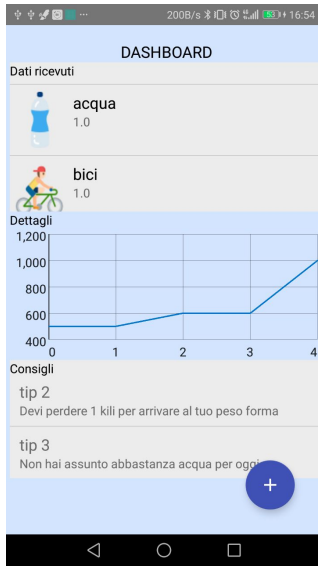 200B/s 53 16:54
DASHBOARD
Dati ricevuti
acqua
1.0
bici
1.0
Dettagli
1,200
1,000
800
600
400
0 1 2 3 4
Consigli
tip 2
Devi perdere 1 kili per arrivare al tuo peso forma
tip 3
Non hai assunto abbastanza acqua per oggi
+